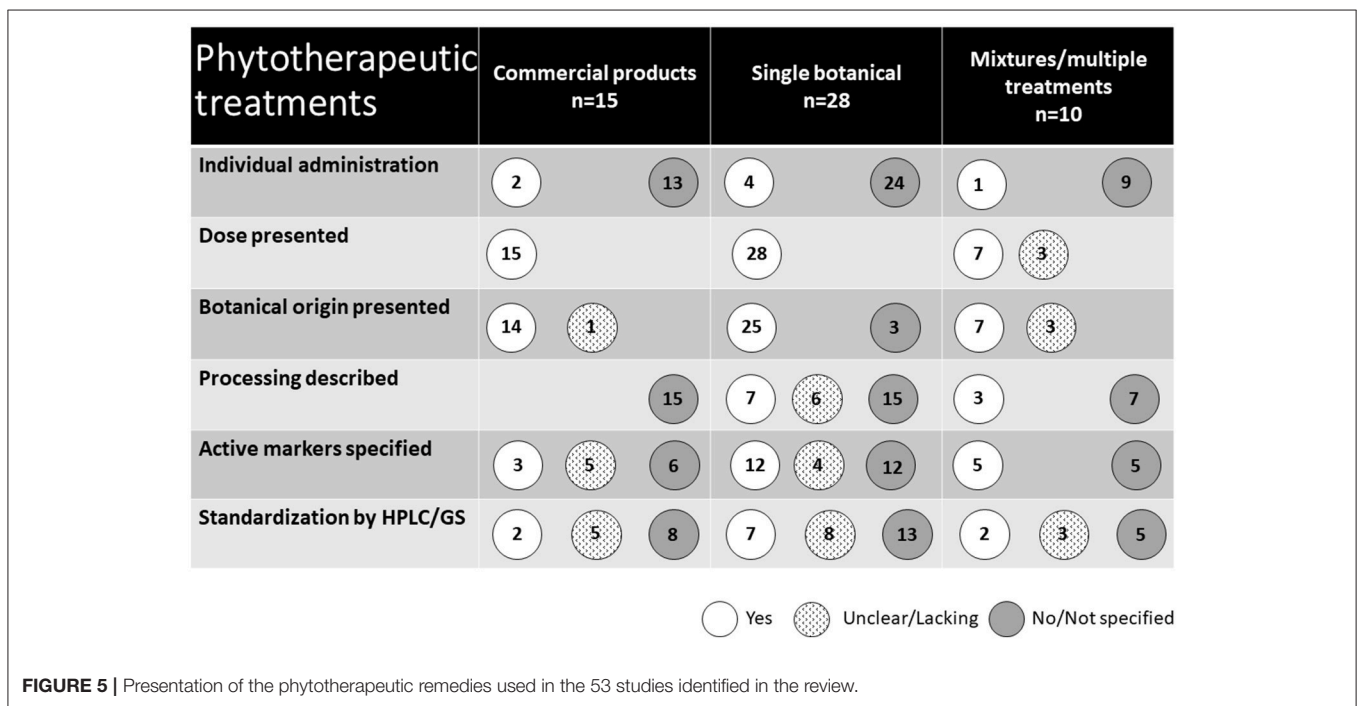 Phytotherapeutic
treatments
Commercial products
n=15
Single botanical
n=28
Mixtures/multiple
treatments
n=10
Individual administration
2 13 4 24 1 9
Dose presented
15 28 7 3
Botanical origin presented
14 1 25 3 7 3
Processing described
15 7 6 15 3 7
Active markers specified
3 5 6 12 4 12 5 5
Standardization by HPLC/GS
2 5 8 7 8 13 2 3 5
Yes Unclear/Lacking No/Not specified
FIGURE 5 | Presentation of the phytotherapeutic remedies used in the 53 studies identified in the review.